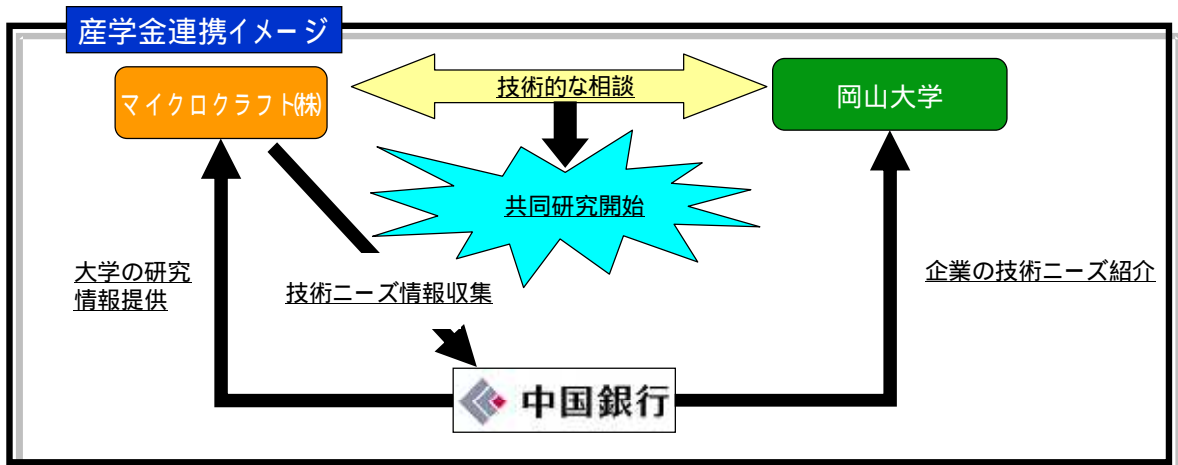 産学金連携イメージ
マイクロクラフト㈱
技術的な相談
岡山大学
共同研究開始
大学の研究
情報提供
技術ニーズ情報収集
企業の技術ニーズ紹介
中国銀行